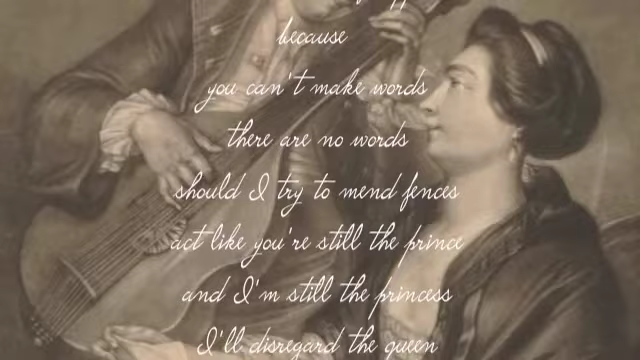 because
you can't make words
there are no words
should I try to mend fences
act like you're still the prince
and I'm still the princess
I'll disregard the queen